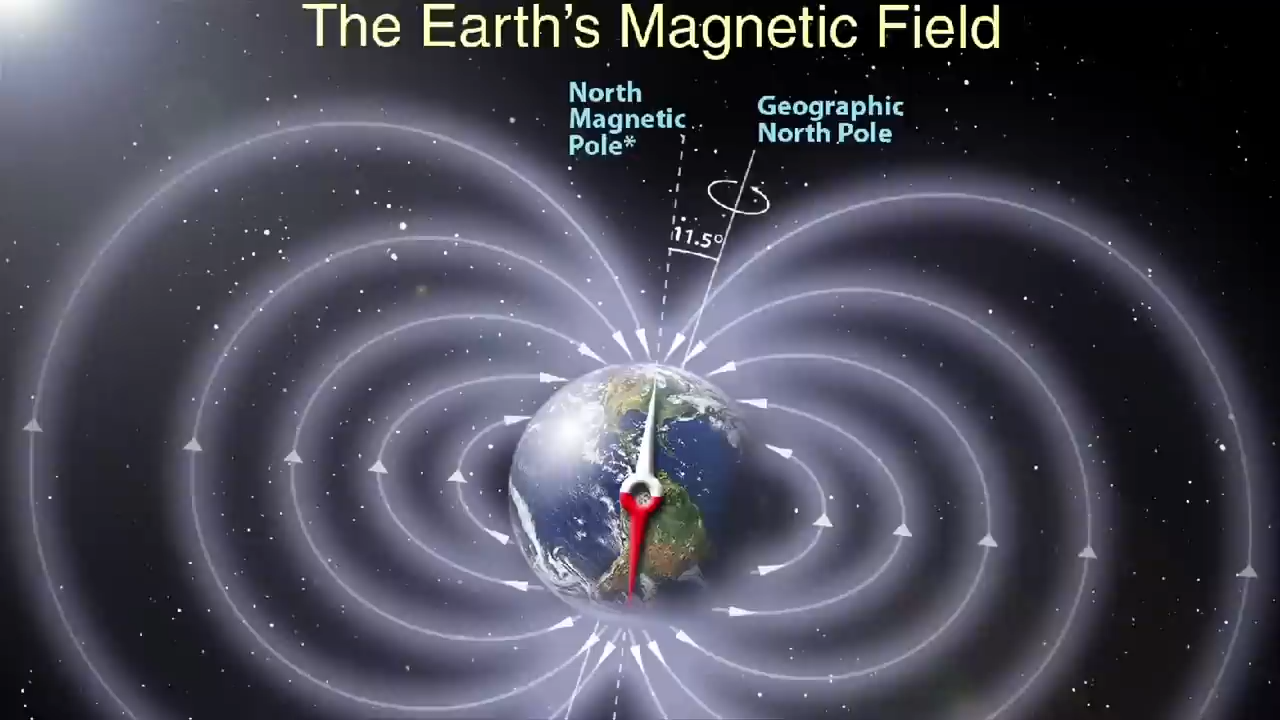 The Earth’s Magnetic Field
North
Magnetic
Pole*
Geographic
North Pole
11.5°